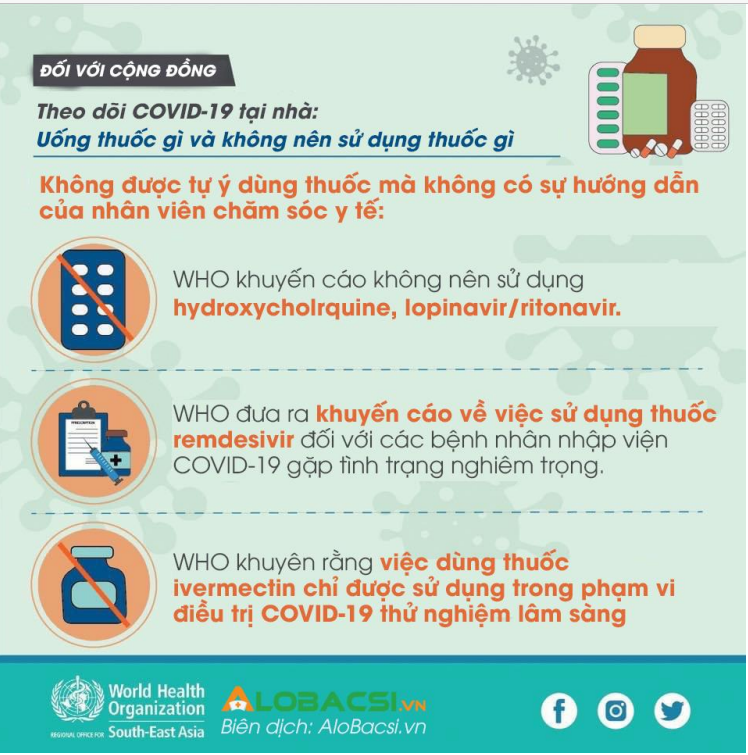 ĐỐI VỚI CỘNG ĐỒNG
Theo dõi COVID-19 tại nhà:
Uống thuốc gì và không nên sử dụng thuốc gì
Không được tự ý dùng thuốc mà không có sự hướng dẫn
của nhân viên chăm sóc y tế:
WHO khuyến cáo không nên sử dụng
hydroxycholrquine, lopinavir/ritonavir.
PRESCRIPTION
WHO đưa ra khuyến cáo về việc sử dụng thuốc
remdesivir đối với các bệnh nhân nhập viện
COVID-19 gặp tình trạng nghiêm trọng.
WHO khuyên rằng việc dùng thuốc
ivermectin chỉ được sử dụng trong phạm vi
điều trị COVID-19 thử nghiệm lâm sàng
World Health
Organization
REGIONAL OFFICE FOR South-East Asia
ALOBACSI.VN
Biên dịch: AloBacsi.vn